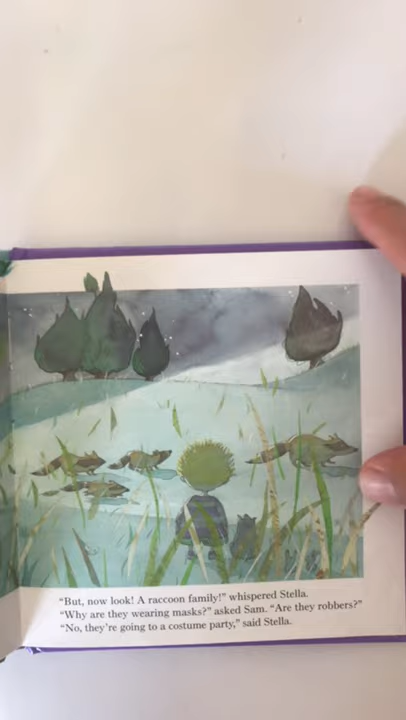 “But, now look! A raccoon family!” whispered Stella.
“Why are they wearing masks?” asked Sam. “Are they robbers?”
“No, they’re going to a costume party,” said Stella.